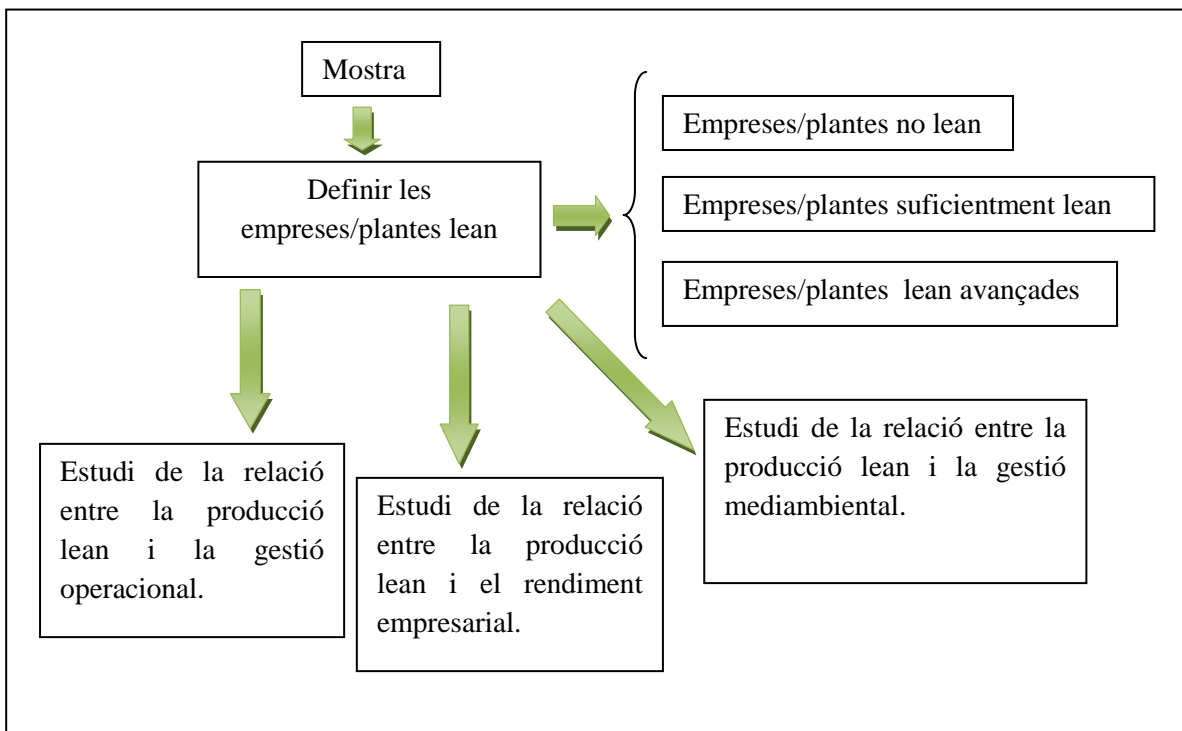 Mostra
Definir les
empreses/plantes lean
Empreses/plantes no lean
Empreses/plantes suficientment lean
Empreses/plantes lean avançades
Estudi de la relació
entre la producció
lean i la gestió
operacional.
Estudi de la relació
entre la producció
lean i el rendiment
empresarial.
Estudi de la relació entre la
producció lean i la gestió
mediambiental.